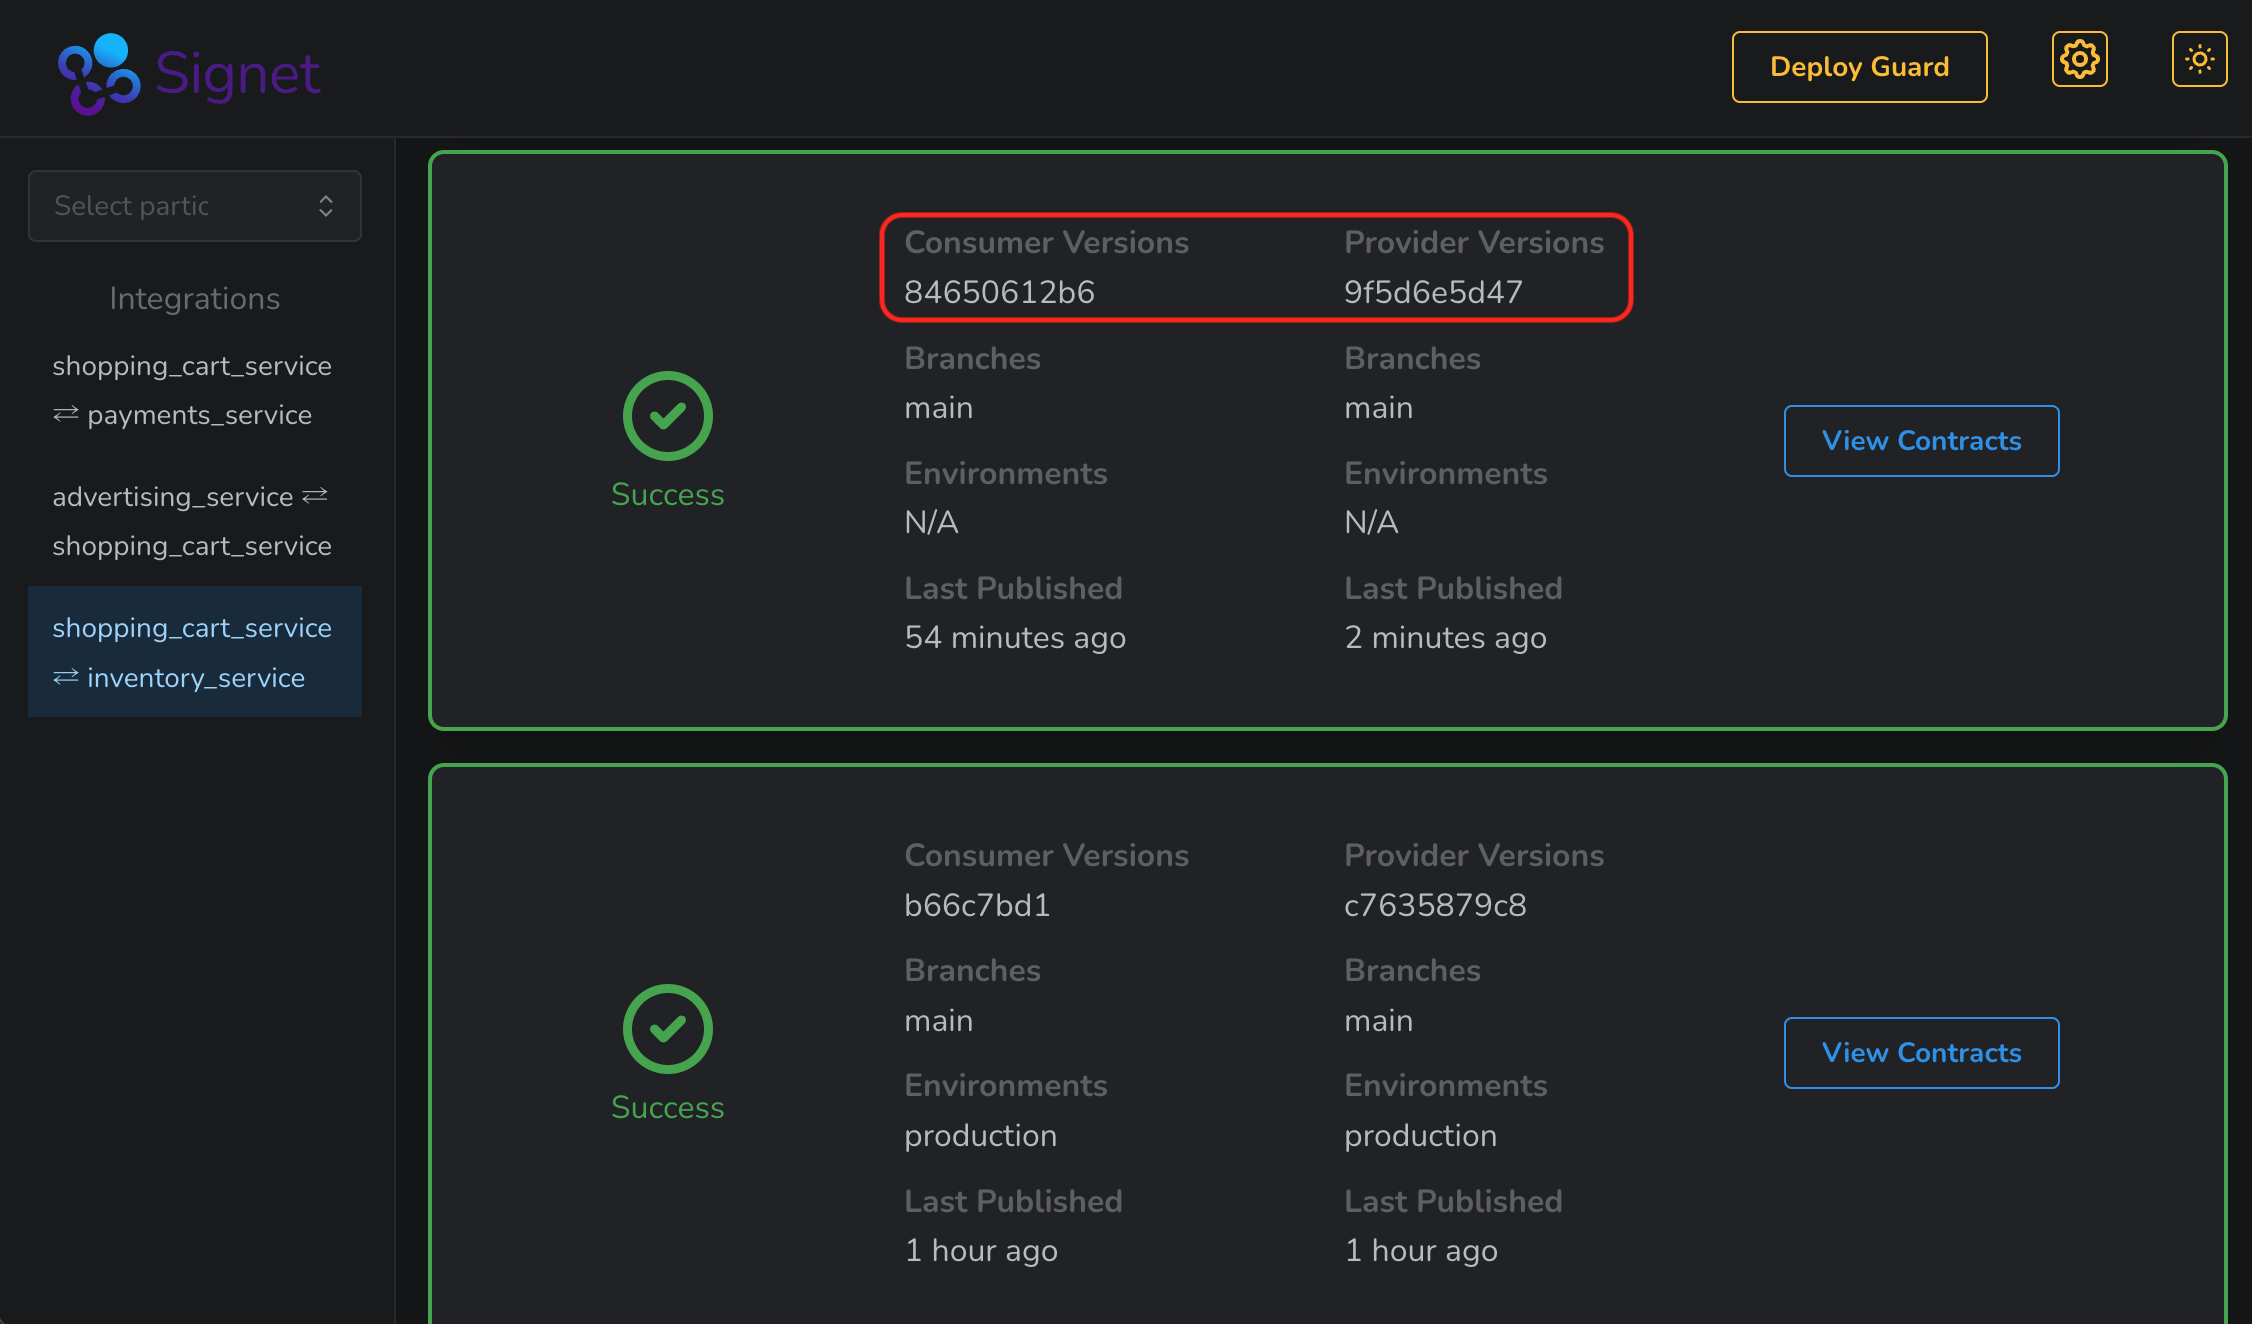 Signet
Deploy Guard
Select partic
Integrations
shopping_cart_service
⇄ payments_service
advertising_service ⇄
shopping_cart_service
shopping_cart_service
⇄ inventory_service
Success
Consumer Versions
84650612b6
Branches
main
Environments
N/A
Last Published
54 minutes ago
Provider Versions
9f5d6e5d47
Branches
main
Environments
N/A
Last Published
2 minutes ago
View Contracts
Success
Consumer Versions
b66c7bd1
Branches
main
Environments
production
Last Published
1 hour ago
Provider Versions
c7635879c8
Branches
main
Environments
production
Last Published
1 hour ago
View Contracts